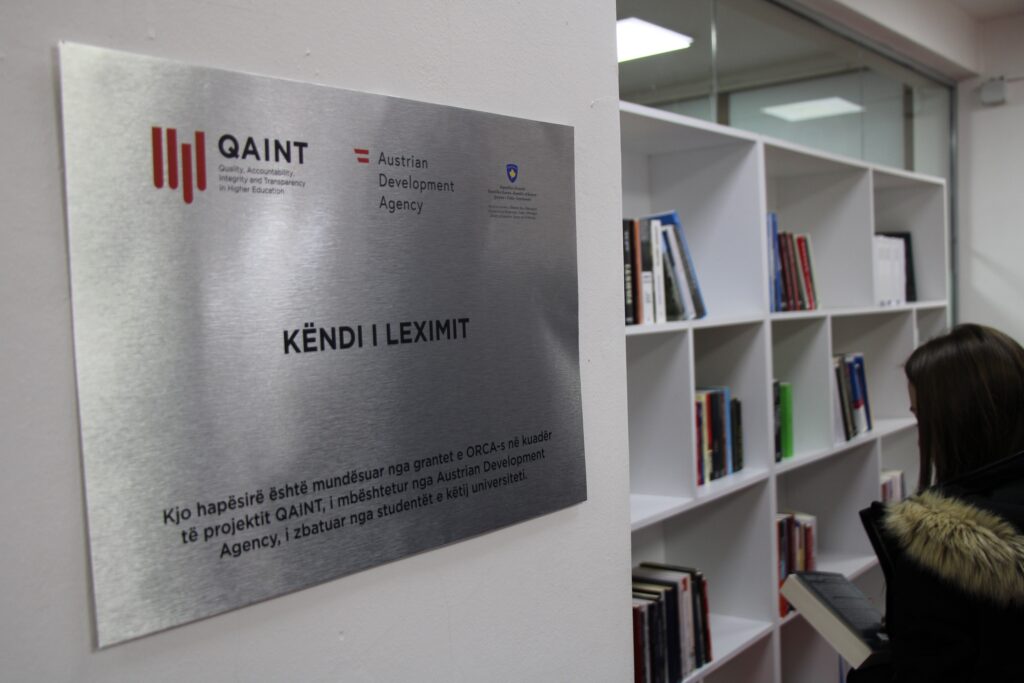 QAINT
Quality, Accountability,
Integrity and Transparency
in Higher Education
Austrian
Development
Agency
KËNDI I LEXIMIT
Kjo hapësirë është mundësuar nga grantet e ORCA-s në kuadër
të projektit QAINT, i mbështetur nga Austrian Development
Agency, i zbatuar nga studentët e këtij universiteti.